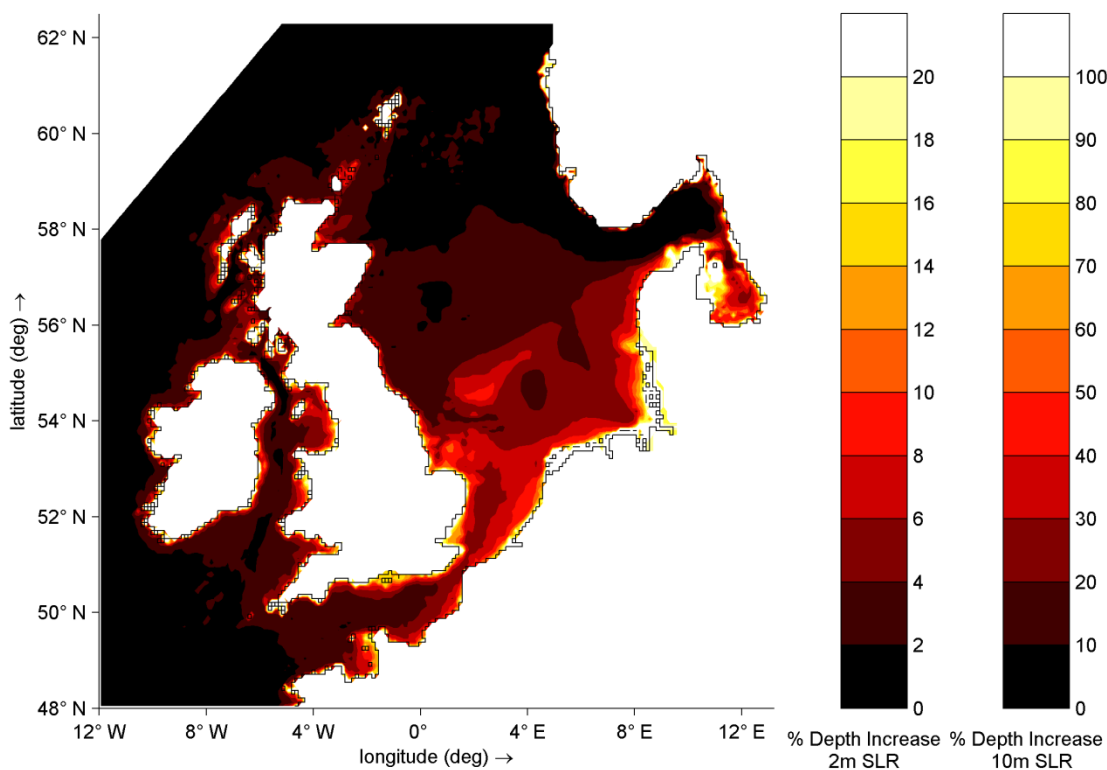 62° N
60° N
58° N
56° N
54° N
52° N
50° N
48° N
latitude (deg) →
12° W
8° W
4° W
0°
4° E
8° E
12° E
longitude (deg) →
20
18
16
14
12
10
8
6
4
2
0
% Depth Increase
2m SLR
100
90
80
70
60
50
40
30
20
10
0
% Depth Increase
10m SLR